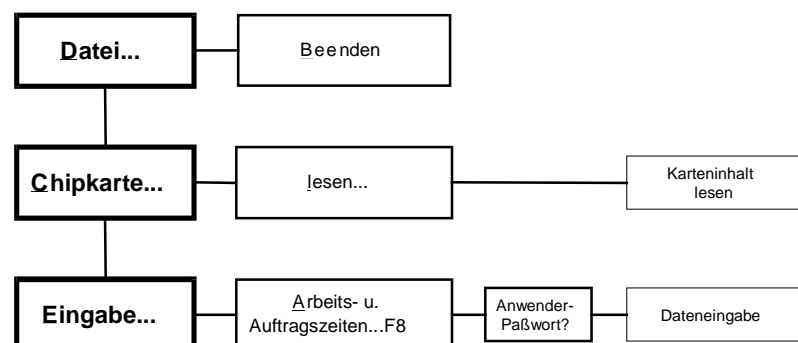 Datei...
Beenden
Chipkarte...
lesen...
Karteninhalt
lesen
Eingabe...
Arbeits- u.
Auftragszeiten...F8
Anwender-
Paßwort?
Dateneingabe